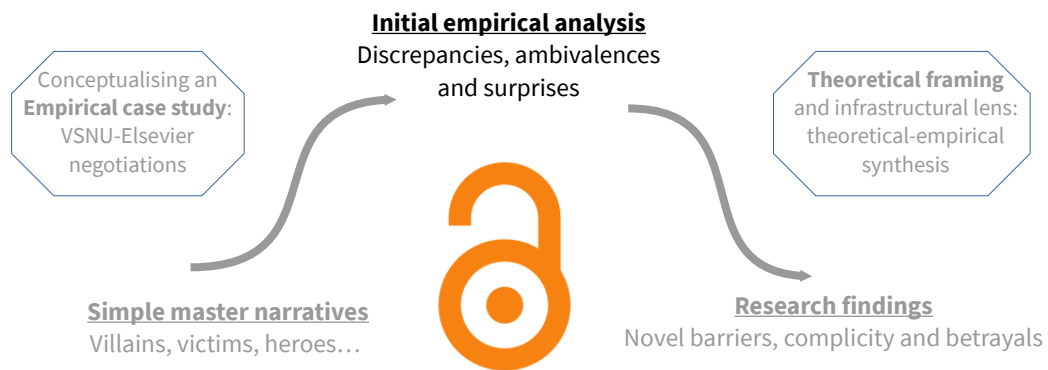 Initial empirical analysis
Discrepancies, ambivalences
and surprises
Conceptualising an
Empirical case study:
VSNU-Elsevier
negotiations
Theoretical framing
and infrastructural lens:
theoretical-empirical
synthesis
Simple master narratives
Villains, victims, heroes…
Research findings
Novel barriers, complicity and betrayals